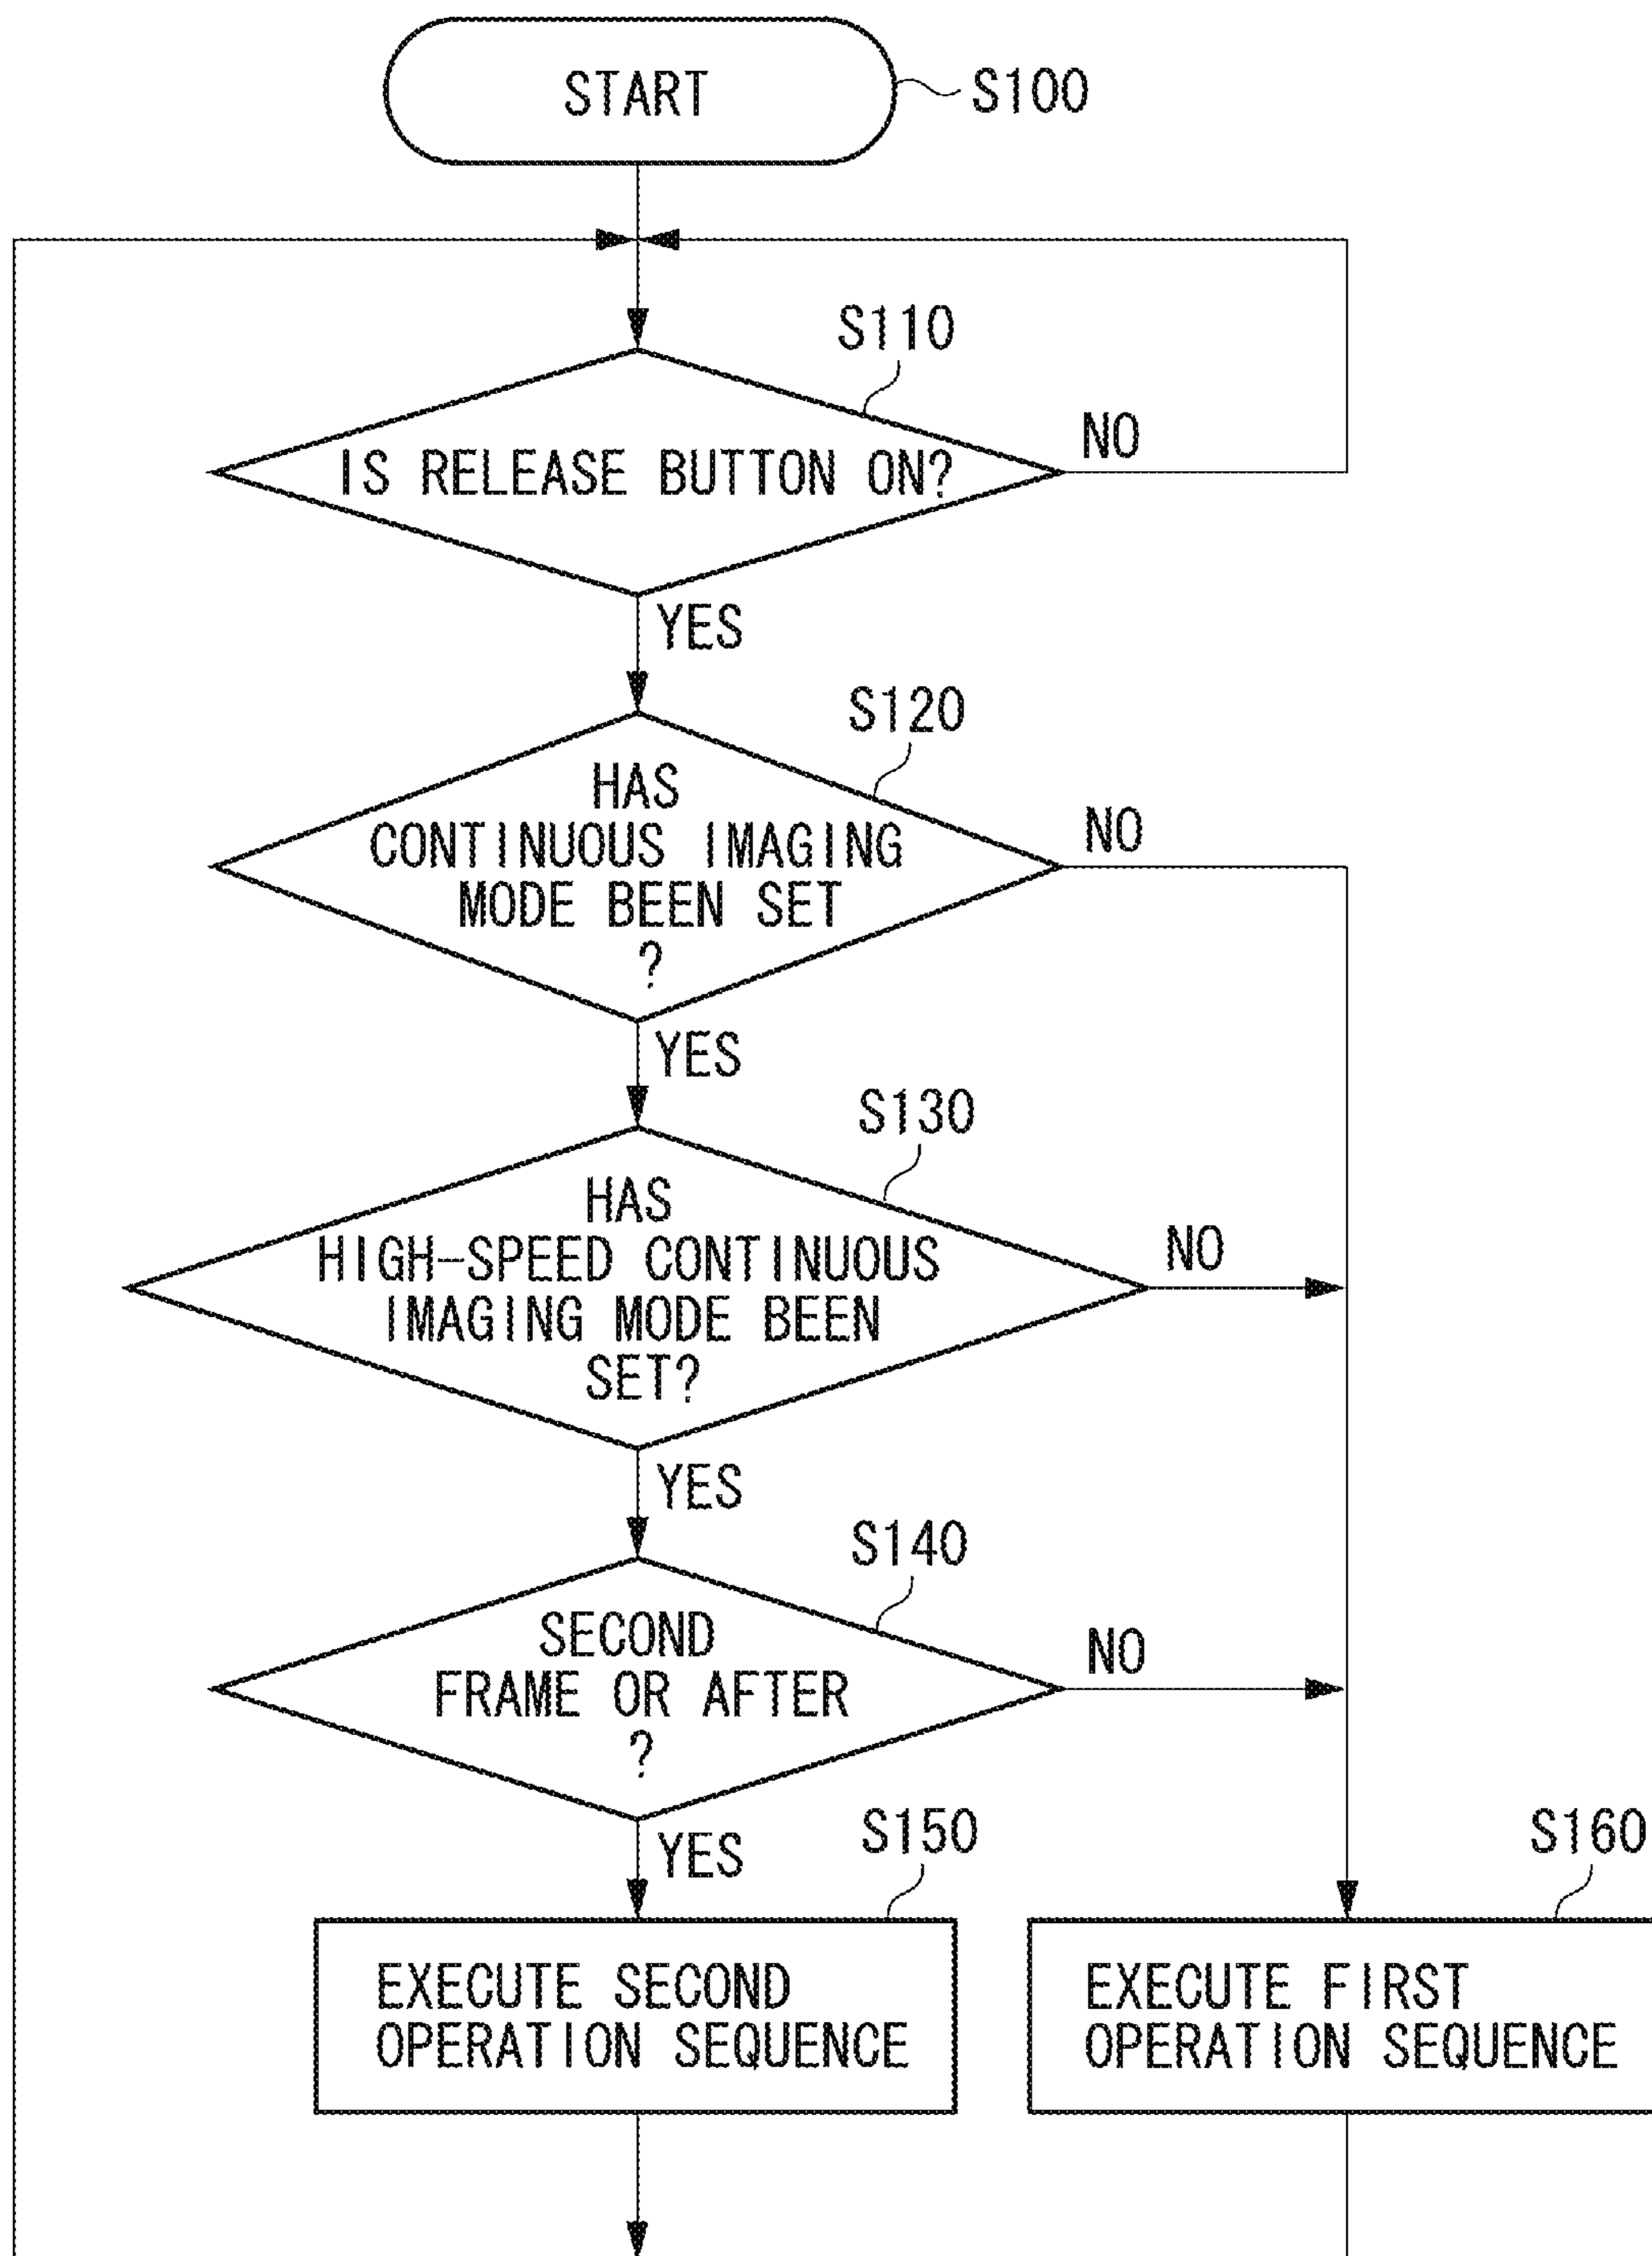 START
S100
S110
IS RELEASE BUTTON ON?
NO
YES
S120
HAS
CONTINUOUS IMAGING
MODE BEEN SET
?
NO
YES
S130
HAS
HIGH-SPEED CONTINUOUS
IMAGING MODE BEEN
SET?
NO
YES
S140
SECOND
FRAME OR AFTER
?
NO
YES
S150
EXECUTE SECOND
OPERATION SEQUENCE
S160
EXECUTE FIRST
OPERATION SEQUENCE